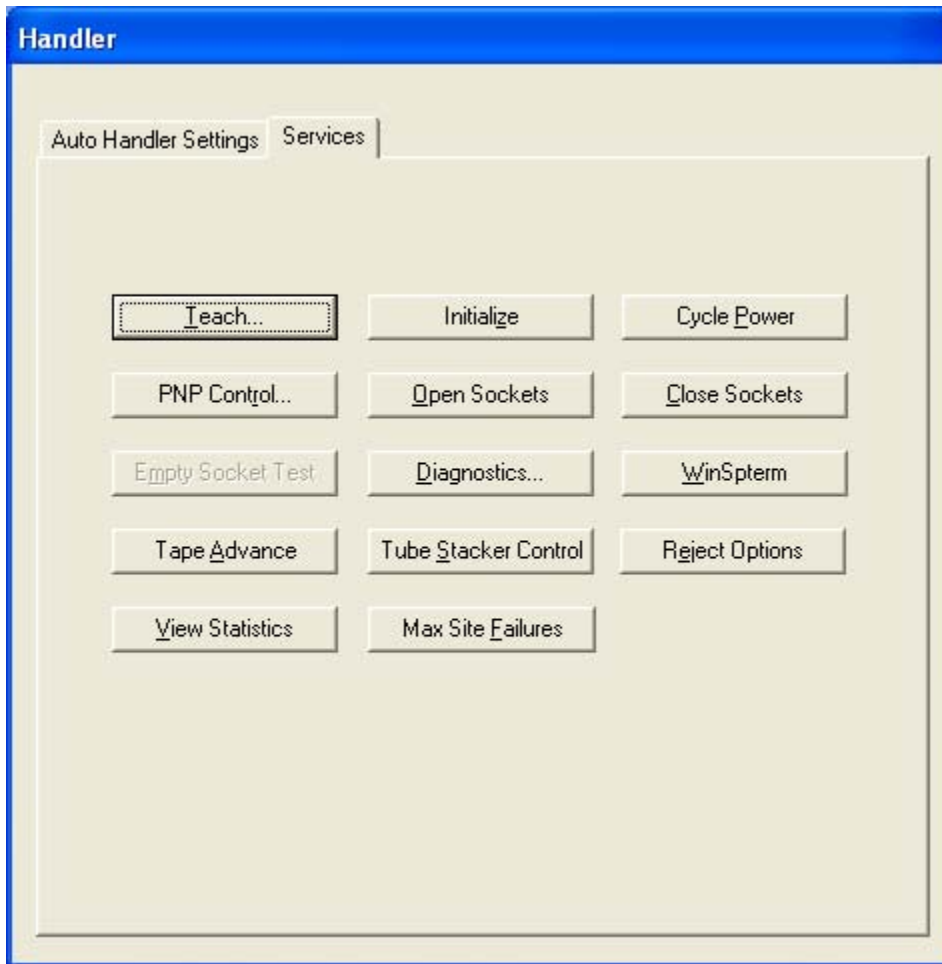 Handler
Auto Handler Settings Services
Teach... Initialize Cycle Power
PNP Control... Open Sockets Close Sockets
Empty Socket Test Diagnostics... WinSpterm
Tape Advance Tube Stacker Control Reject Options
View Statistics Max Site Failures